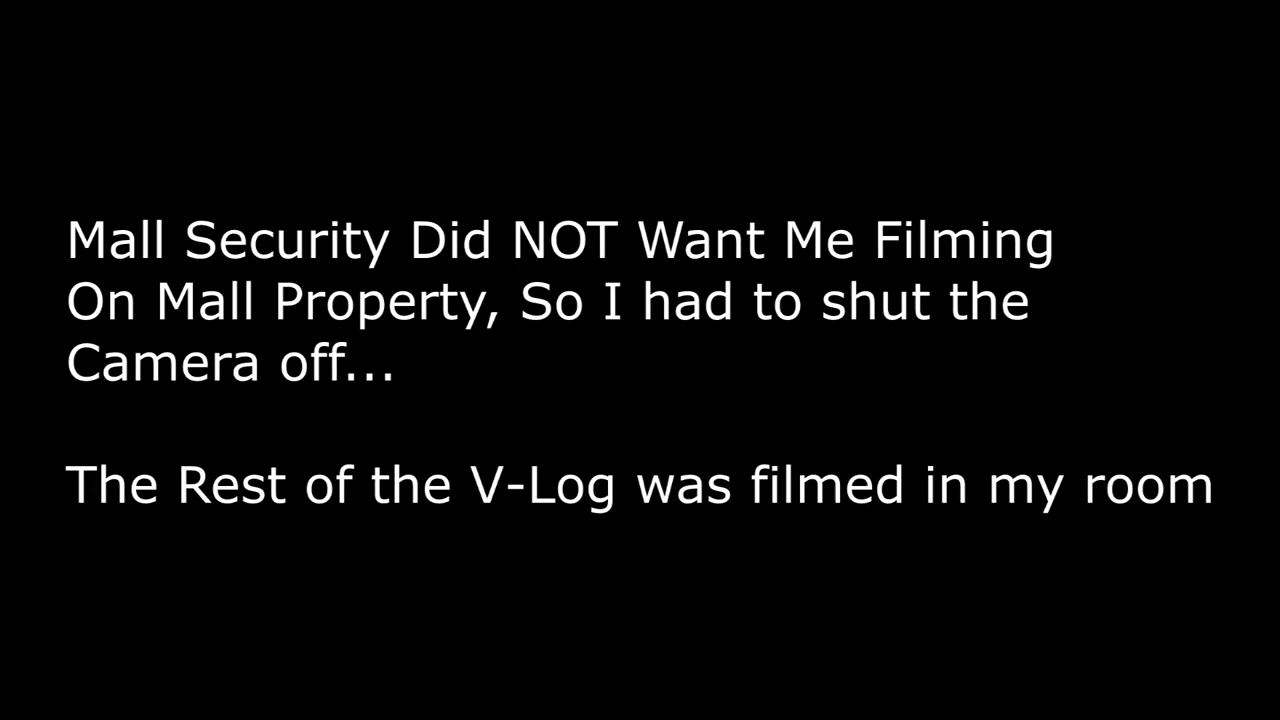 Mall Security Did NOT Want Me Filming
On Mall Property, So I had to shut the
Camera off...
The Rest of the V-Log was filmed in my room